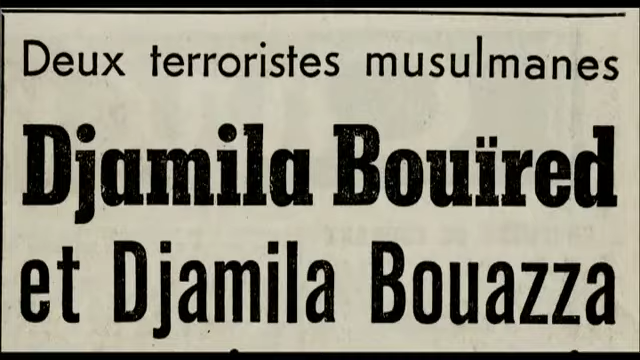 Deux terroristes musulmanes
Djamila Bouïred
et Djamila Bouazza